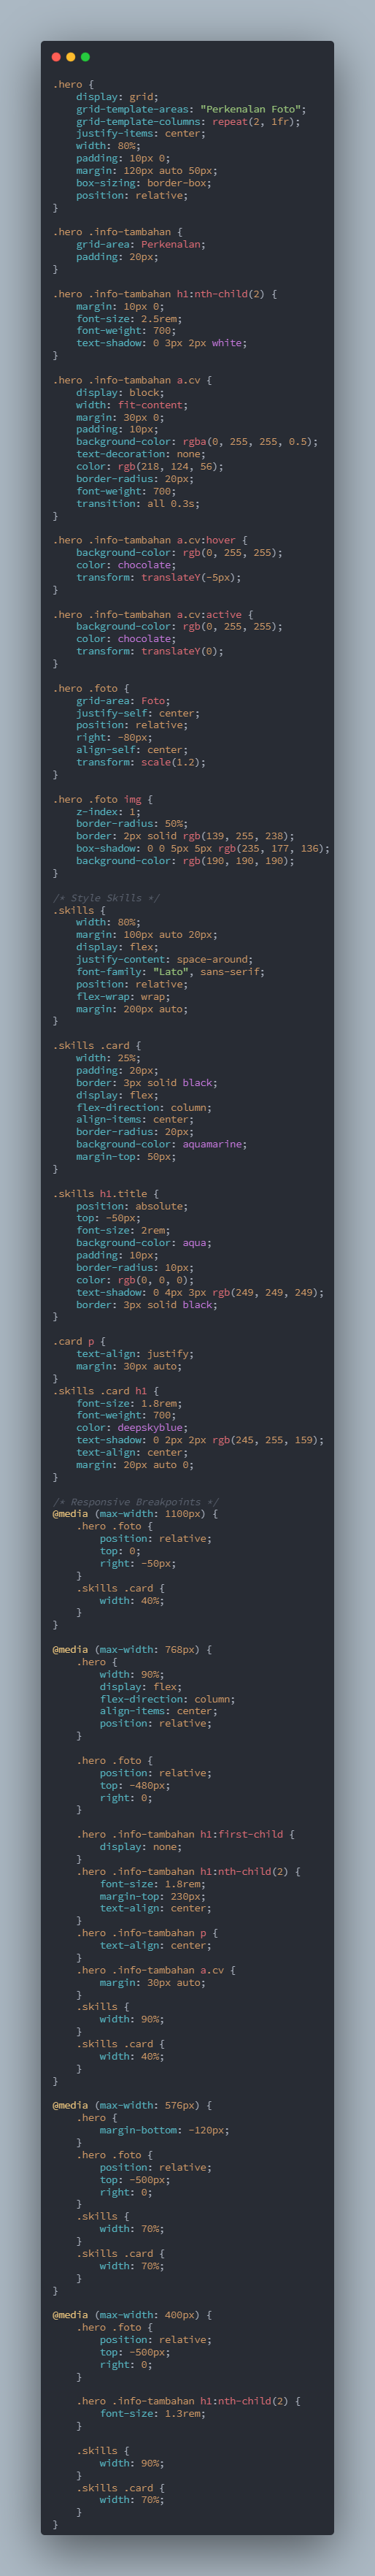 .hero {
    display: grid;
    grid-template-areas: "Perkenalan Foto";
    grid-template-columns: repeat(2, 1fr);
    justify-items: center;
    width: 80%;
    padding: 10px 0;
    margin: 120px auto 50px;
    box-sizing: border-box;
    position: relative;
}

.hero .info-tambahan {
    grid-area: Perkenalan;
    padding: 20px;
}

.hero .info-tambahan h1:nth-child(2) {
    margin: 10px 0;
    font-size: 2.5rem;
    font-weight: 700;
    text-shadow: 0 3px 2px white;
}

.hero .info-tambahan a.cv {
    display: block;
    width: fit-content;
    margin: 30px 0;
    padding: 10px;
    background-color: rgba(0, 255, 255, 0.5);
    text-decoration: none;
    color: rgb(218, 124, 56);
    border-radius: 20px;
    font-weight: 700;
    transition: all 0.3s;
}

.hero .info-tambahan a.cv:hover {
    background-color: rgb(0, 255, 255);
    color: chocolate;
    transform: translateY(-5px);
}

.hero .info-tambahan a.cv:active {
    background-color: rgb(0, 255, 255);
    color: chocolate;
    transform: translateY(0);
}

.hero .foto {
    grid-area: Foto;
    justify-self: center;
    position: relative;
    right: -80px;
    align-self: center;
    transform: scale(1.2);
}

.hero .foto img {
    z-index: 1;
    border-radius: 50%;
    border: 2px solid rgb(139, 255, 238);
    box-shadow: 0 0 5px 5px rgb(235, 177, 136);
    background-color: rgb(190, 190, 190);
}

/* Style Skills */
.skills {
    width: 80%;
    margin: 100px auto 20px;
    display: flex;
    justify-content: space-around;
    font-family: "Lato", sans-serif;
    position: relative;
    flex-wrap: wrap;
    margin: 200px auto;
}

.skills .card {
    width: 25%;
    padding: 20px;
    border: 3px solid black;
    display: flex;
    flex-direction: column;
    align-items: center;
    border-radius: 20px;
    background-color: aquamarine;
    margin-top: 50px;
}

.skills h1.title {
    position: absolute;
    top: -50px;
    font-size: 2rem;
    background-color: aqua;
    padding: 10px;
    border-radius: 10px;
    color: rgb(0, 0, 0);
    text-shadow: 0 4px 3px rgb(249, 249, 249);
    border: 3px solid black;
}

.card p {
    text-align: justify;
    margin: 30px auto;
}
.skills .card h1 {
    font-size: 1.8rem;
    font-weight: 700;
    color: deepskyblue;
    text-shadow: 0 2px 2px rgb(245, 255, 159);
    text-align: center;
    margin: 20px auto 0;
}

/* Responsive Breakpoints */
@media (max-width: 1100px) {
    .hero .foto {
        position: relative;
        top: 0;
        right: -50px;
    }
    .skills .card {
        width: 40%;
    }
}

@media (max-width: 768px) {
    .hero {
        width: 90%;
        display: flex;
        flex-direction: column;
        align-items: center;
        position: relative;
    }

    .hero .foto {
        position: relative;
        top: -480px;
        right: 0;
    }

    .hero .info-tambahan h1:first-child {
        display: none;
    }
    .hero .info-tambahan h1:nth-child(2) {
        font-size: 1.8rem;
        margin-top: 230px;
        text-align: center;
    }
    .hero .info-tambahan p {
        text-align: center;
    }
    .hero .info-tambahan a.cv {
        margin: 30px auto;
    }
    .skills {
        width: 90%;
    }
    .skills .card {
        width: 40%;
    }
}

@media (max-width: 576px) {
    .hero {
        margin-bottom: -120px;
    }
    .hero .foto {
        position: relative;
        top: -500px;
        right: 0;
    }
    .skills {
        width: 70%;
    }
    .skills .card {
        width: 70%;
    }
}

@media (max-width: 400px) {
    .hero .foto {
        position: relative;
        top: -500px;
        right: 0;
    }

    .hero .info-tambahan h1:nth-child(2) {
        font-size: 1.3rem;
    }

    .skills {
        width: 90%;
    }
    .skills .card {
        width: 70%;
    }
}